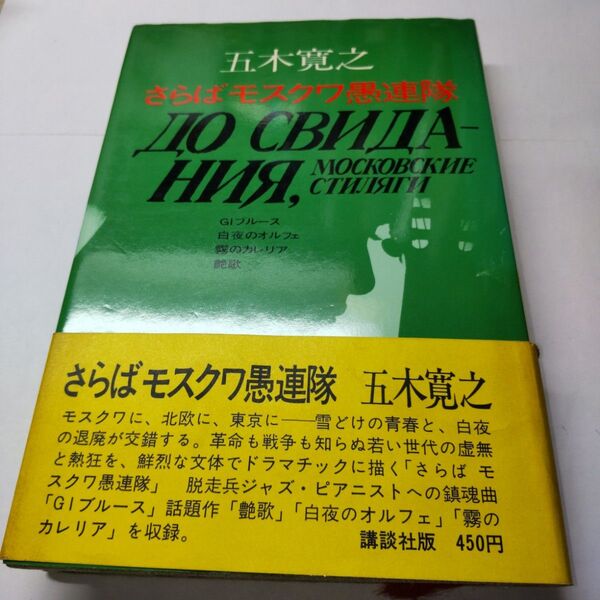 五木寛之
さらばモスクワ愚連隊
ДО СВИДА-
НИЯ, МОСКОВСКИЕ
СТИЛЯГИ
GIブルース
白夜のオルフェ
霧のカレリア
艶歌
さらばモスクワ愚連隊 五木寛之
モスクワに、北欧に、東京に――雪どけの青春と、白夜
の退廃が交錯する。革命も戦争も知らぬ若い世代の虚無
と熱狂を、鮮烈な文体でドラマチックに描く「さらば モ
スクワ愚連隊」 脱走兵ジャズ・ピアニストへの鎮魂曲
「GIブルース」話題作「艶歌」「白夜のオルフェ」「霧の
カレリア」を収録。 講談社版 450円